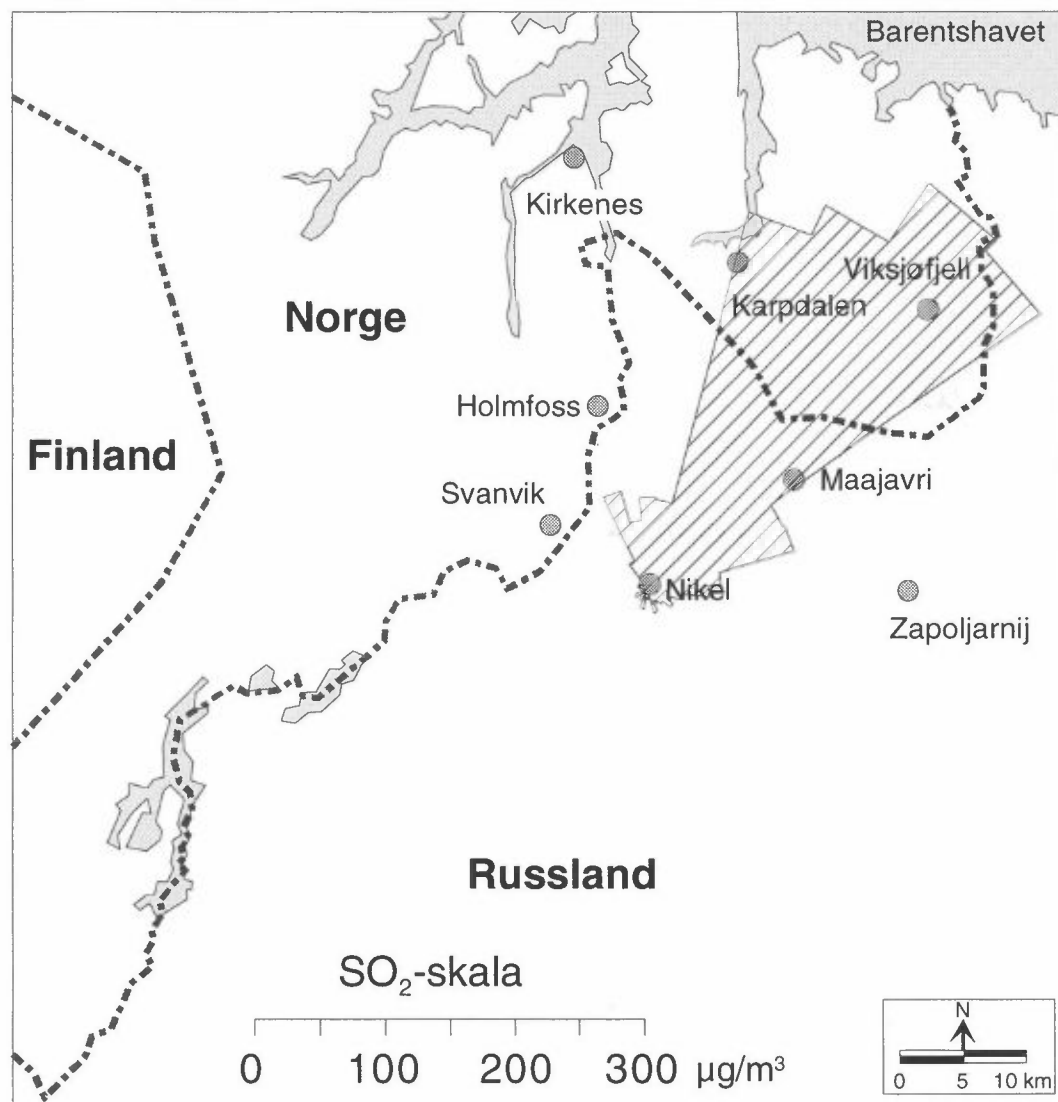 Barentshavet
Kirkenes
Viksjøfjell
Karpdalen
Norge
Holmfoss
Finland
Maajavri
Svanvik
Nikel
Zapoljarnij
Russland
SO₂-skala
0 100 200 300 µg/m³
N
0 5 10 km